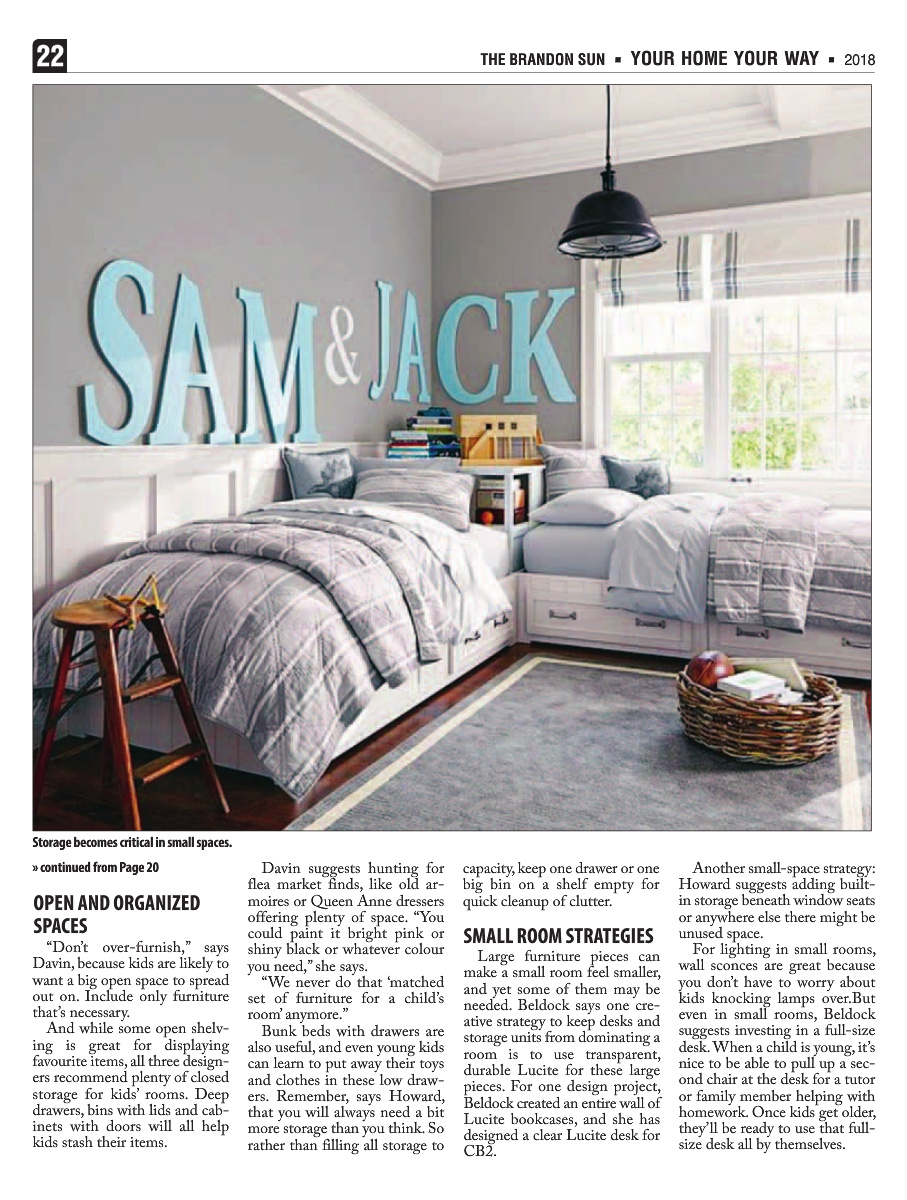 22
THE BRANDON SUN ▪ YOUR HOME YOUR WAY ▪ 2018
SAM & JACK
Storage becomes critical in small spaces.
» continued from Page 20
OPEN AND ORGANIZED
SPACES
“Don’t over-furnish,” says
Davin, because kids are likely to
want a big open space to spread
out on. Include only furniture
that’s necessary.
And while some open shelv-
ing is great for displaying
favourite items, all three design-
ers recommend plenty of closed
storage for kids’ rooms. Deep
drawers, bins with lids and cab-
inets with doors will all help
kids stash their items.
Davin suggests hunting for
flea market finds, like old ar-
moires or Queen Anne dressers
offering plenty of space. “You
could paint it bright pink or
shiny black or whatever colour
you need,” she says.
“We never do that ‘matched
set of furniture for a child’s
room’ anymore.”
Bunk beds with drawers are
also useful, and even young kids
can learn to put away their toys
and clothes in these low draw-
ers. Remember, says Howard,
that you will always need a bit
more storage than you think. So
rather than filling all storage to
capacity, keep one drawer or one
big bin on a shelf empty for
quick cleanup of clutter.
SMALL ROOM STRATEGIES
Large furniture pieces can
make a small room feel smaller,
and yet some of them may be
needed. Beldock says one cre-
ative strategy to keep desks and
storage units from dominating a
room is to use transparent,
durable Lucite for these large
pieces. For one design project,
Beldock created an entire wall of
Lucite bookcases, and she has
designed a clear Lucite desk for
CB2.
Another small-space strategy:
Howard suggests adding built-
in storage beneath window seats
or anywhere else there might be
unused space.
For lighting in small rooms,
wall sconces are great because
you don’t have to worry about
kids knocking lamps over.But
even in small rooms, Beldock
suggests investing in a full-size
desk. When a child is young, it’s
nice to be able to pull up a sec-
ond chair at the desk for a tutor
or family member helping with
homework. Once kids get older,
they’ll be ready to use that full-
size desk all by themselves.